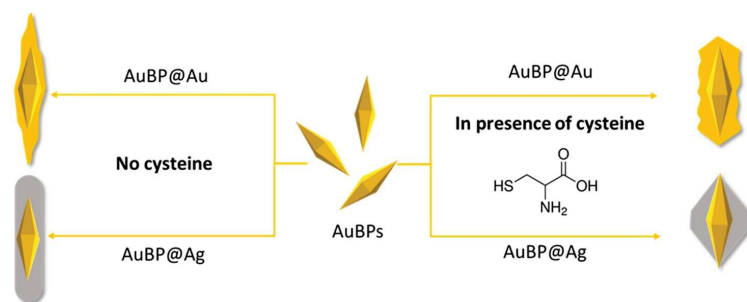 AuBP@Au
AuBP@Au
No cysteine
In presence of cysteine
HS
O
OH
NH₂
AuBPs
AuBP@Ag
AuBP@Ag